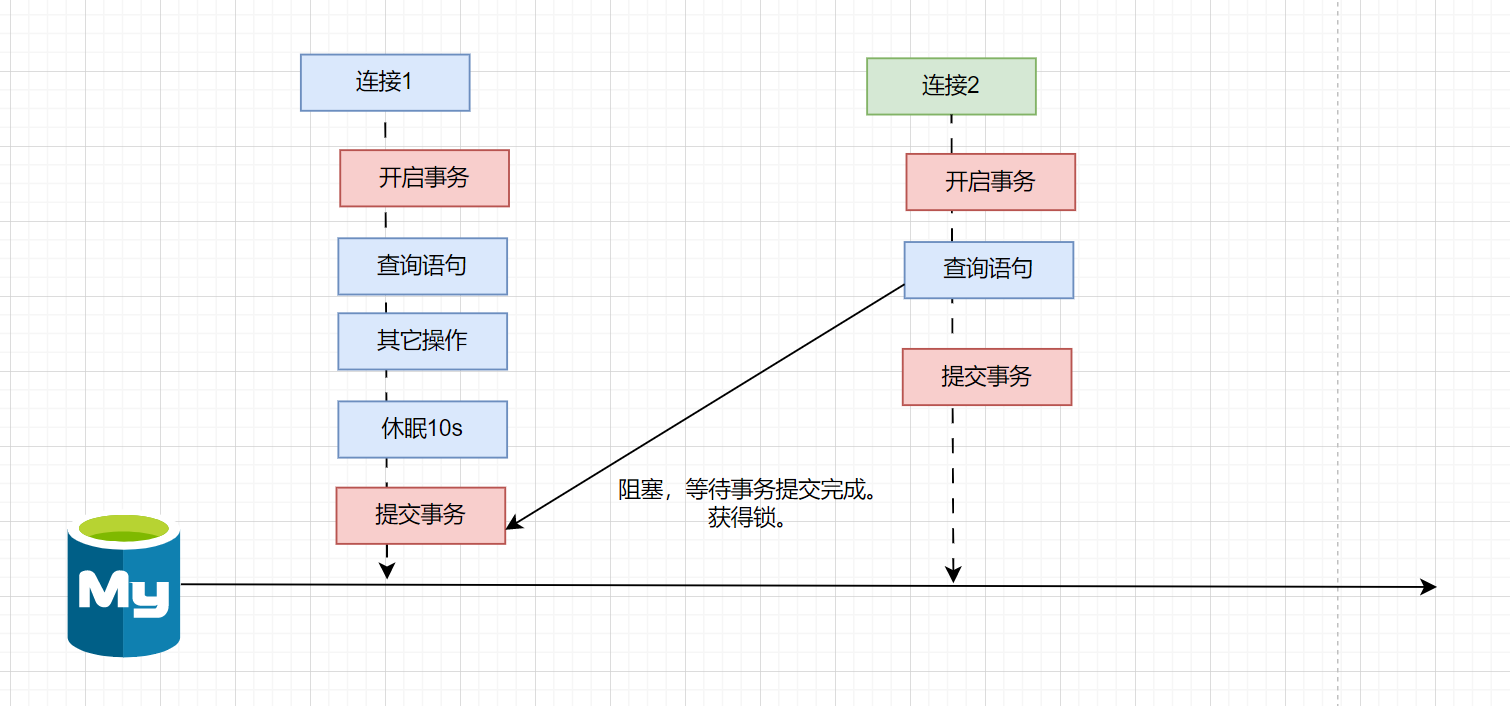 连接1
开启事务
查询语句
其它操作
休眠10s
提交事务
连接2
开启事务
查询语句
提交事务
阻塞，等待事务提交完成。
获得锁。
My